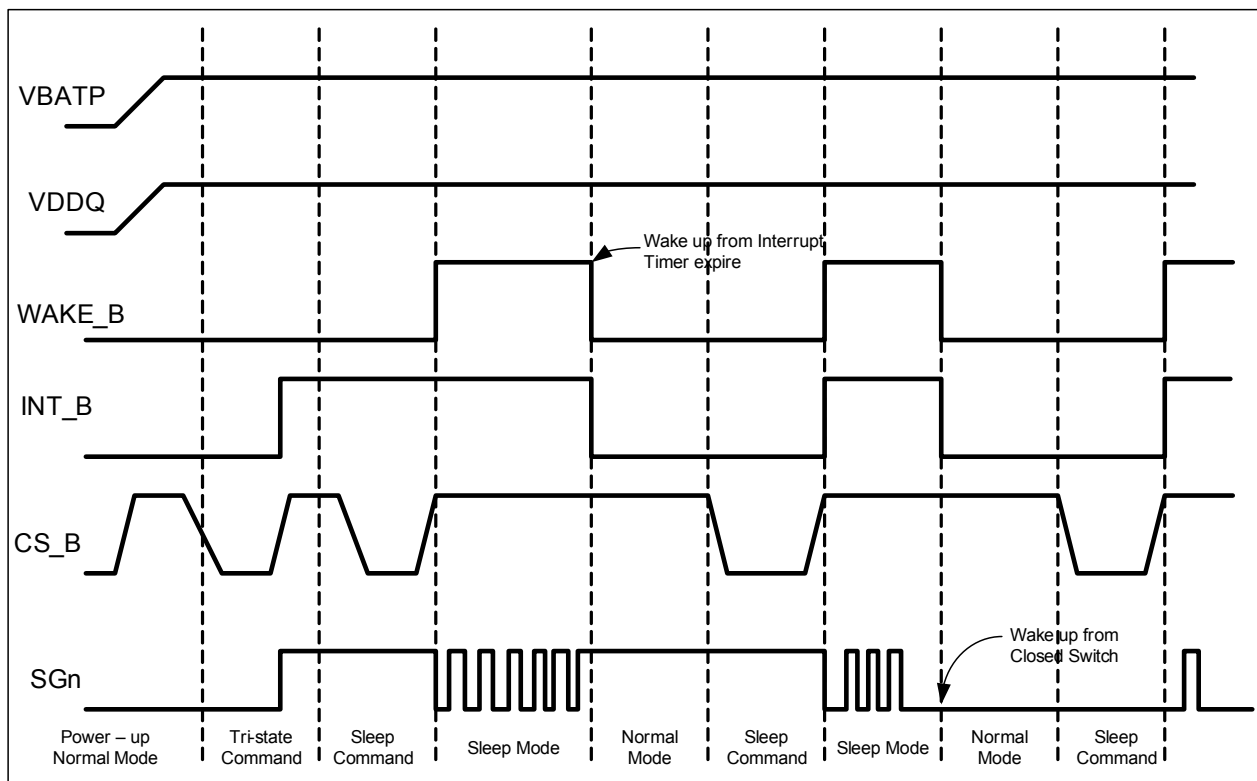 VBATP
VDDQ
Wake up from Interrupt
Timer expire
WAKE_B
INT_B
CS_B
Wake up from
Closed Switch
SGn
Power – up
Normal Mode
Tri-state
Command
Sleep
Command
Sleep Mode
Normal
Mode
Sleep
Command
Sleep Mode
Normal
Mode
Sleep
Command